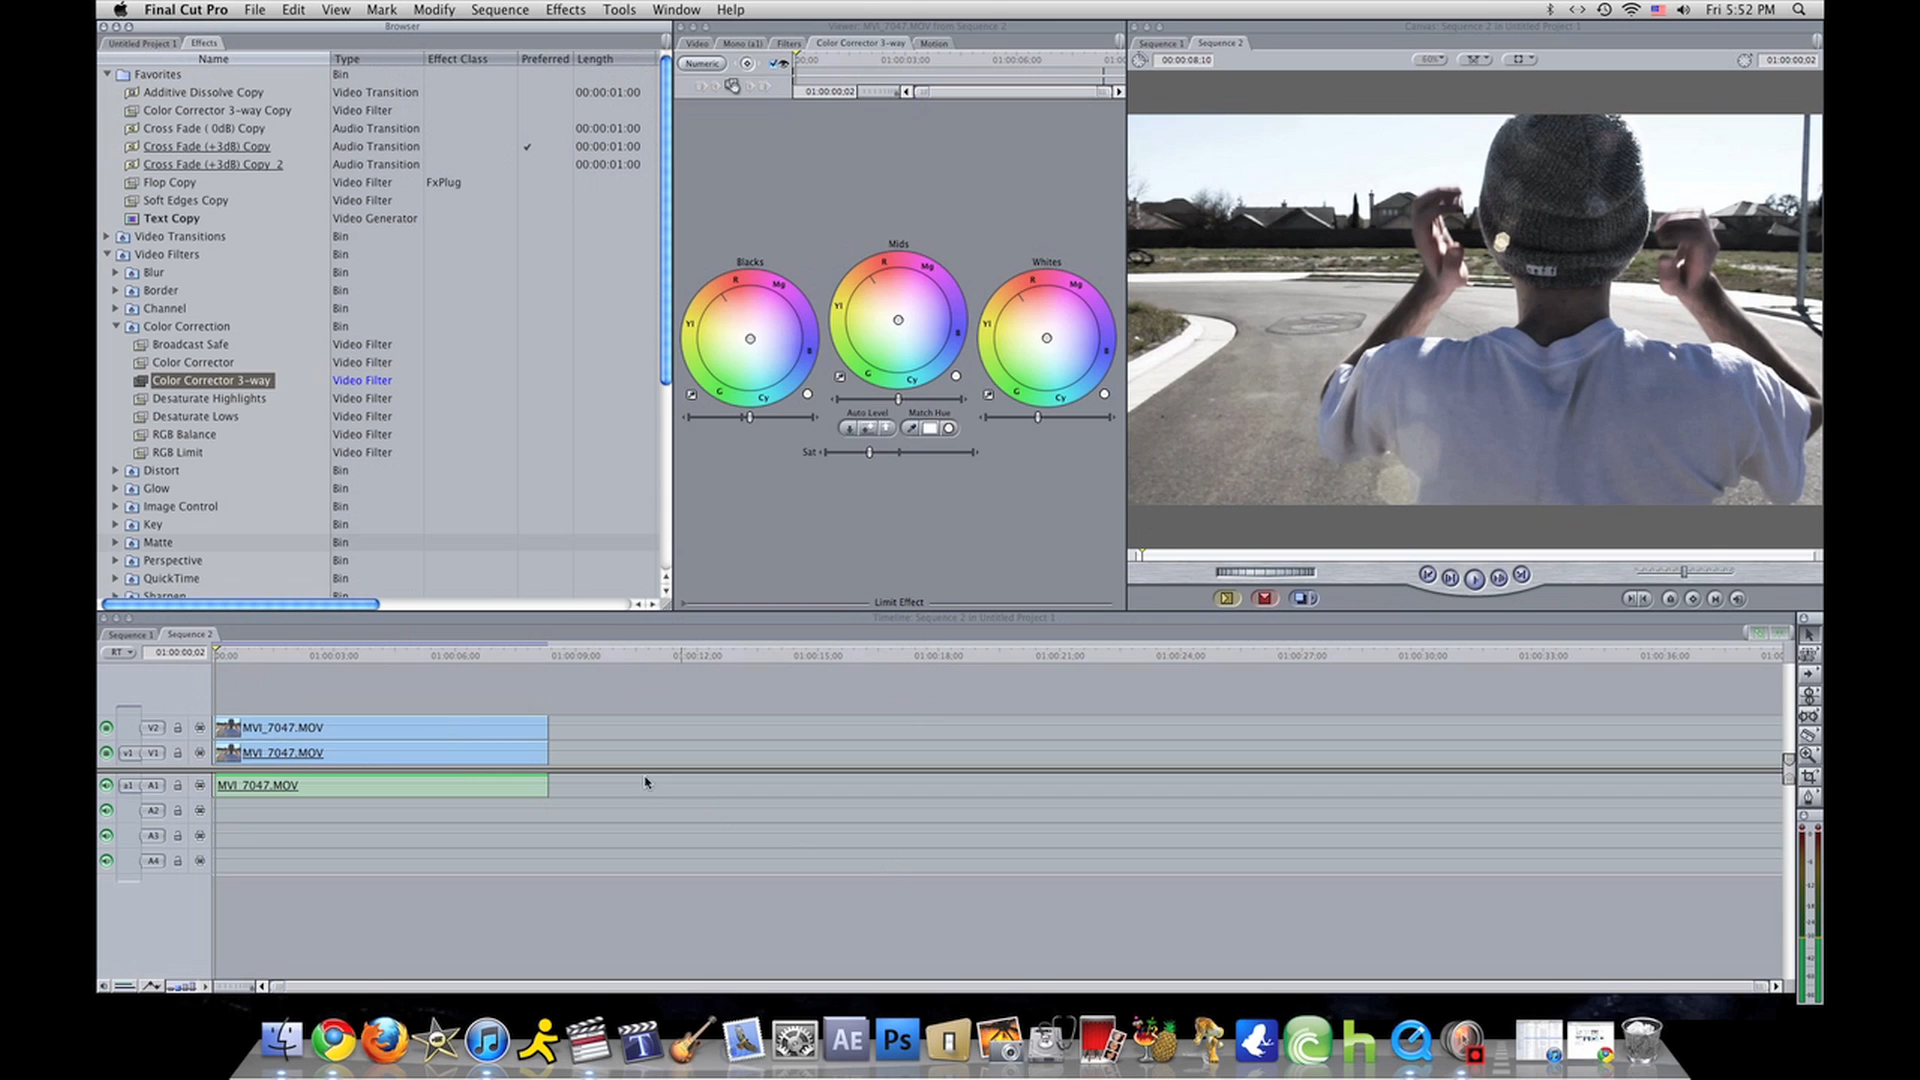 Final Cut Pro File Edit View Mark Modify Sequence Effects Tools Window Help Fri 5:52 PM
Browser
Untitled Project 1 Effects
Name Type Effect Class Preferred Length
Favorites Bin
Additive Dissolve Copy Video Transition 00:00:01:00
Color Corrector 3-way Copy Video Filter
Cross Fade ( 0dB) Copy Audio Transition 00:00:01:00
Cross Fade (+3dB) Copy Audio Transition ✓ 00:00:01:00
Cross Fade (+3dB) Copy 2 Audio Transition 00:00:01:00
Flop Copy Video Filter FxPlug
Soft Edges Copy Video Filter
Text Copy Video Generator
Video Transitions Bin
Video Filters Bin
Blur Bin
Border Bin
Channel Bin
Color Correction Bin
Broadcast Safe Video Filter
Color Corrector Video Filter
Color Corrector 3-way Video Filter
Desaturate Highlights Video Filter
Desaturate Lows Video Filter
RGB Balance Video Filter
RGB Limit Video Filter
Distort Bin
Glow Bin
Image Control Bin
Key Bin
Matte Bin
Perspective Bin
QuickTime Bin
Sharpen Bin
Viewer: MVI_7047.MOV from Sequence 2
Video Mono (a1) Filters Color Corrector 3-way Motion
Numeric 00:00 01:00:03;00 01:00:06;00
01:00:00;02
Mids
Blacks
Whites
R Mg B Cy G Yl
R Mg B Cy G Yl
R Mg B Cy G Yl
Auto Level Match Hue
Sat
Limit Effect
Canvas: Sequence 2 in Untitled Project 1
Sequence 1 Sequence 2
00:00:08;10 60% 01:00:00;02
Timeline: Sequence 2 in Untitled Project 1
Sequence 1 Sequence 2
RT 01:00:00;02 00;00 01:00:03;00 01:00:06;00 01:00:09;00 01:00:12;00 01:00:15;00 01:00:18;00 01:00:21;00 01:00:24;00 01:00:27;00 01:00:30;00 01:00:33;00 01:00:36;00
V2 MVI_7047.MOV
v1 V1 MVI_7047.MOV
a1 A1 MVI_7047.MOV
A2
A3
A4
T AE Ps h